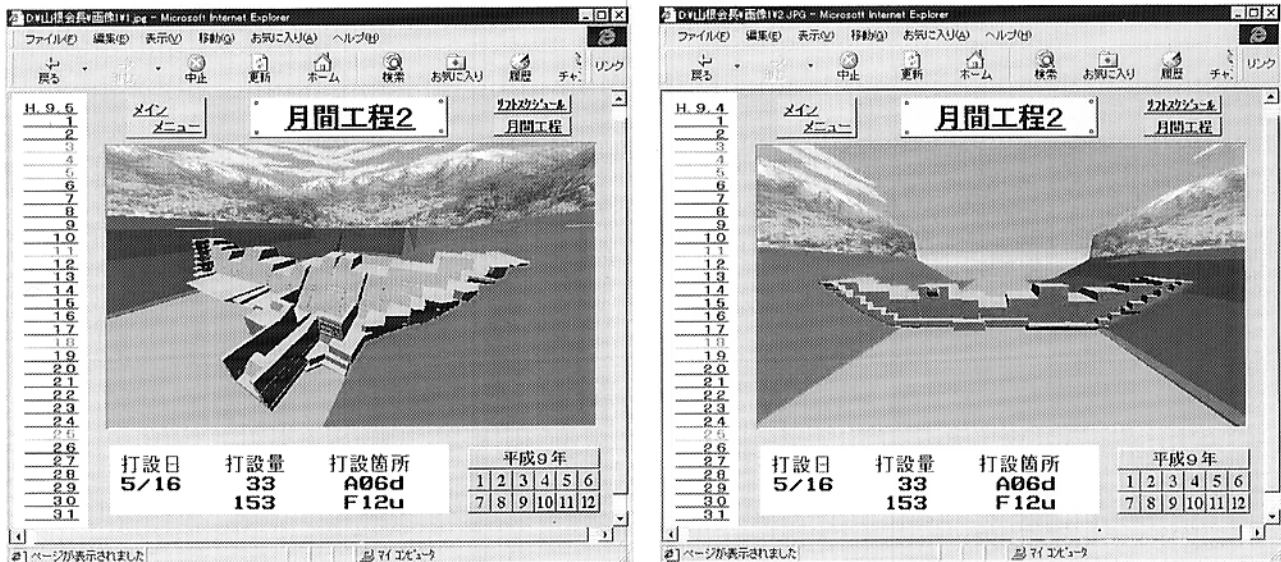 D:¥山根会長¥画像1¥1.jpg - Microsoft Internet Explorer
ファイル(F) 編集(E) 表示(V) 移動(G) お気に入り(A) ヘルプ(H)
戻る 進む 中止 更新 ホーム 検索 お気に入り 履歴 チャ リンク
H.9.5
1
2
3
4
5
6
7
8
9
10
11
12
13
14
15
16
17
18
19
20
21
22
23
24
25
26
27
28
29
30
31
メイン
メニュー
月間工程2
リフトスケジュール
月間工程
打設日 打設量 打設箇所
5/16 33 A06d
153 F12u
平成9年
1 2 3 4 5 6
7 8 9 10 11 12
ページが表示されました マイ コンピュータ
D:¥山根会長¥画像1¥2.JPG - Microsoft Internet Explorer
ファイル(F) 編集(E) 表示(V) 移動(G) お気に入り(A) ヘルプ(H)
戻る 進む 中止 更新 ホーム 検索 お気に入り 履歴 チャ リンク
H.9.4
1
2
3
4
5
6
7
8
9
10
11
12
13
14
15
16
17
18
19
20
21
22
23
24
25
26
27
28
29
30
31
メイン
メニュー
月間工程2
リフトスケジュール
月間工程
打設日 打設量 打設箇所
5/16 33 A06d
153 F12u
平成9年
1 2 3 4 5 6
7 8 9 10 11 12
ページが表示されました マイ コンピュータ